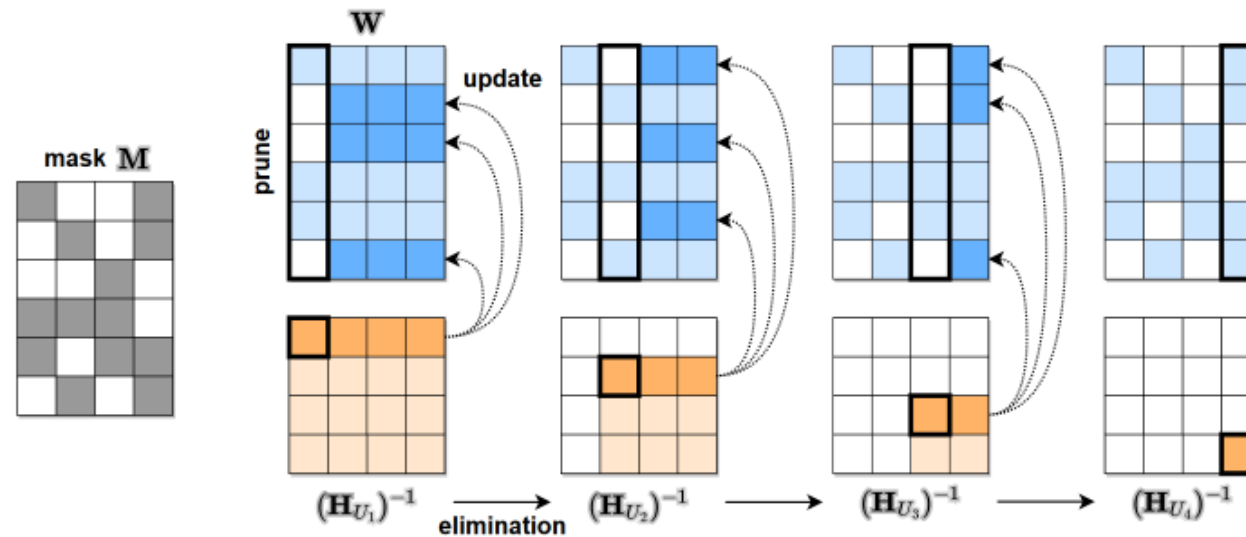 W
update
prune
mask M
(H_{U_1})^{-1}
elimination
(H_{U_2})^{-1}
(H_{U_3})^{-1}
(H_{U_4})^{-1}